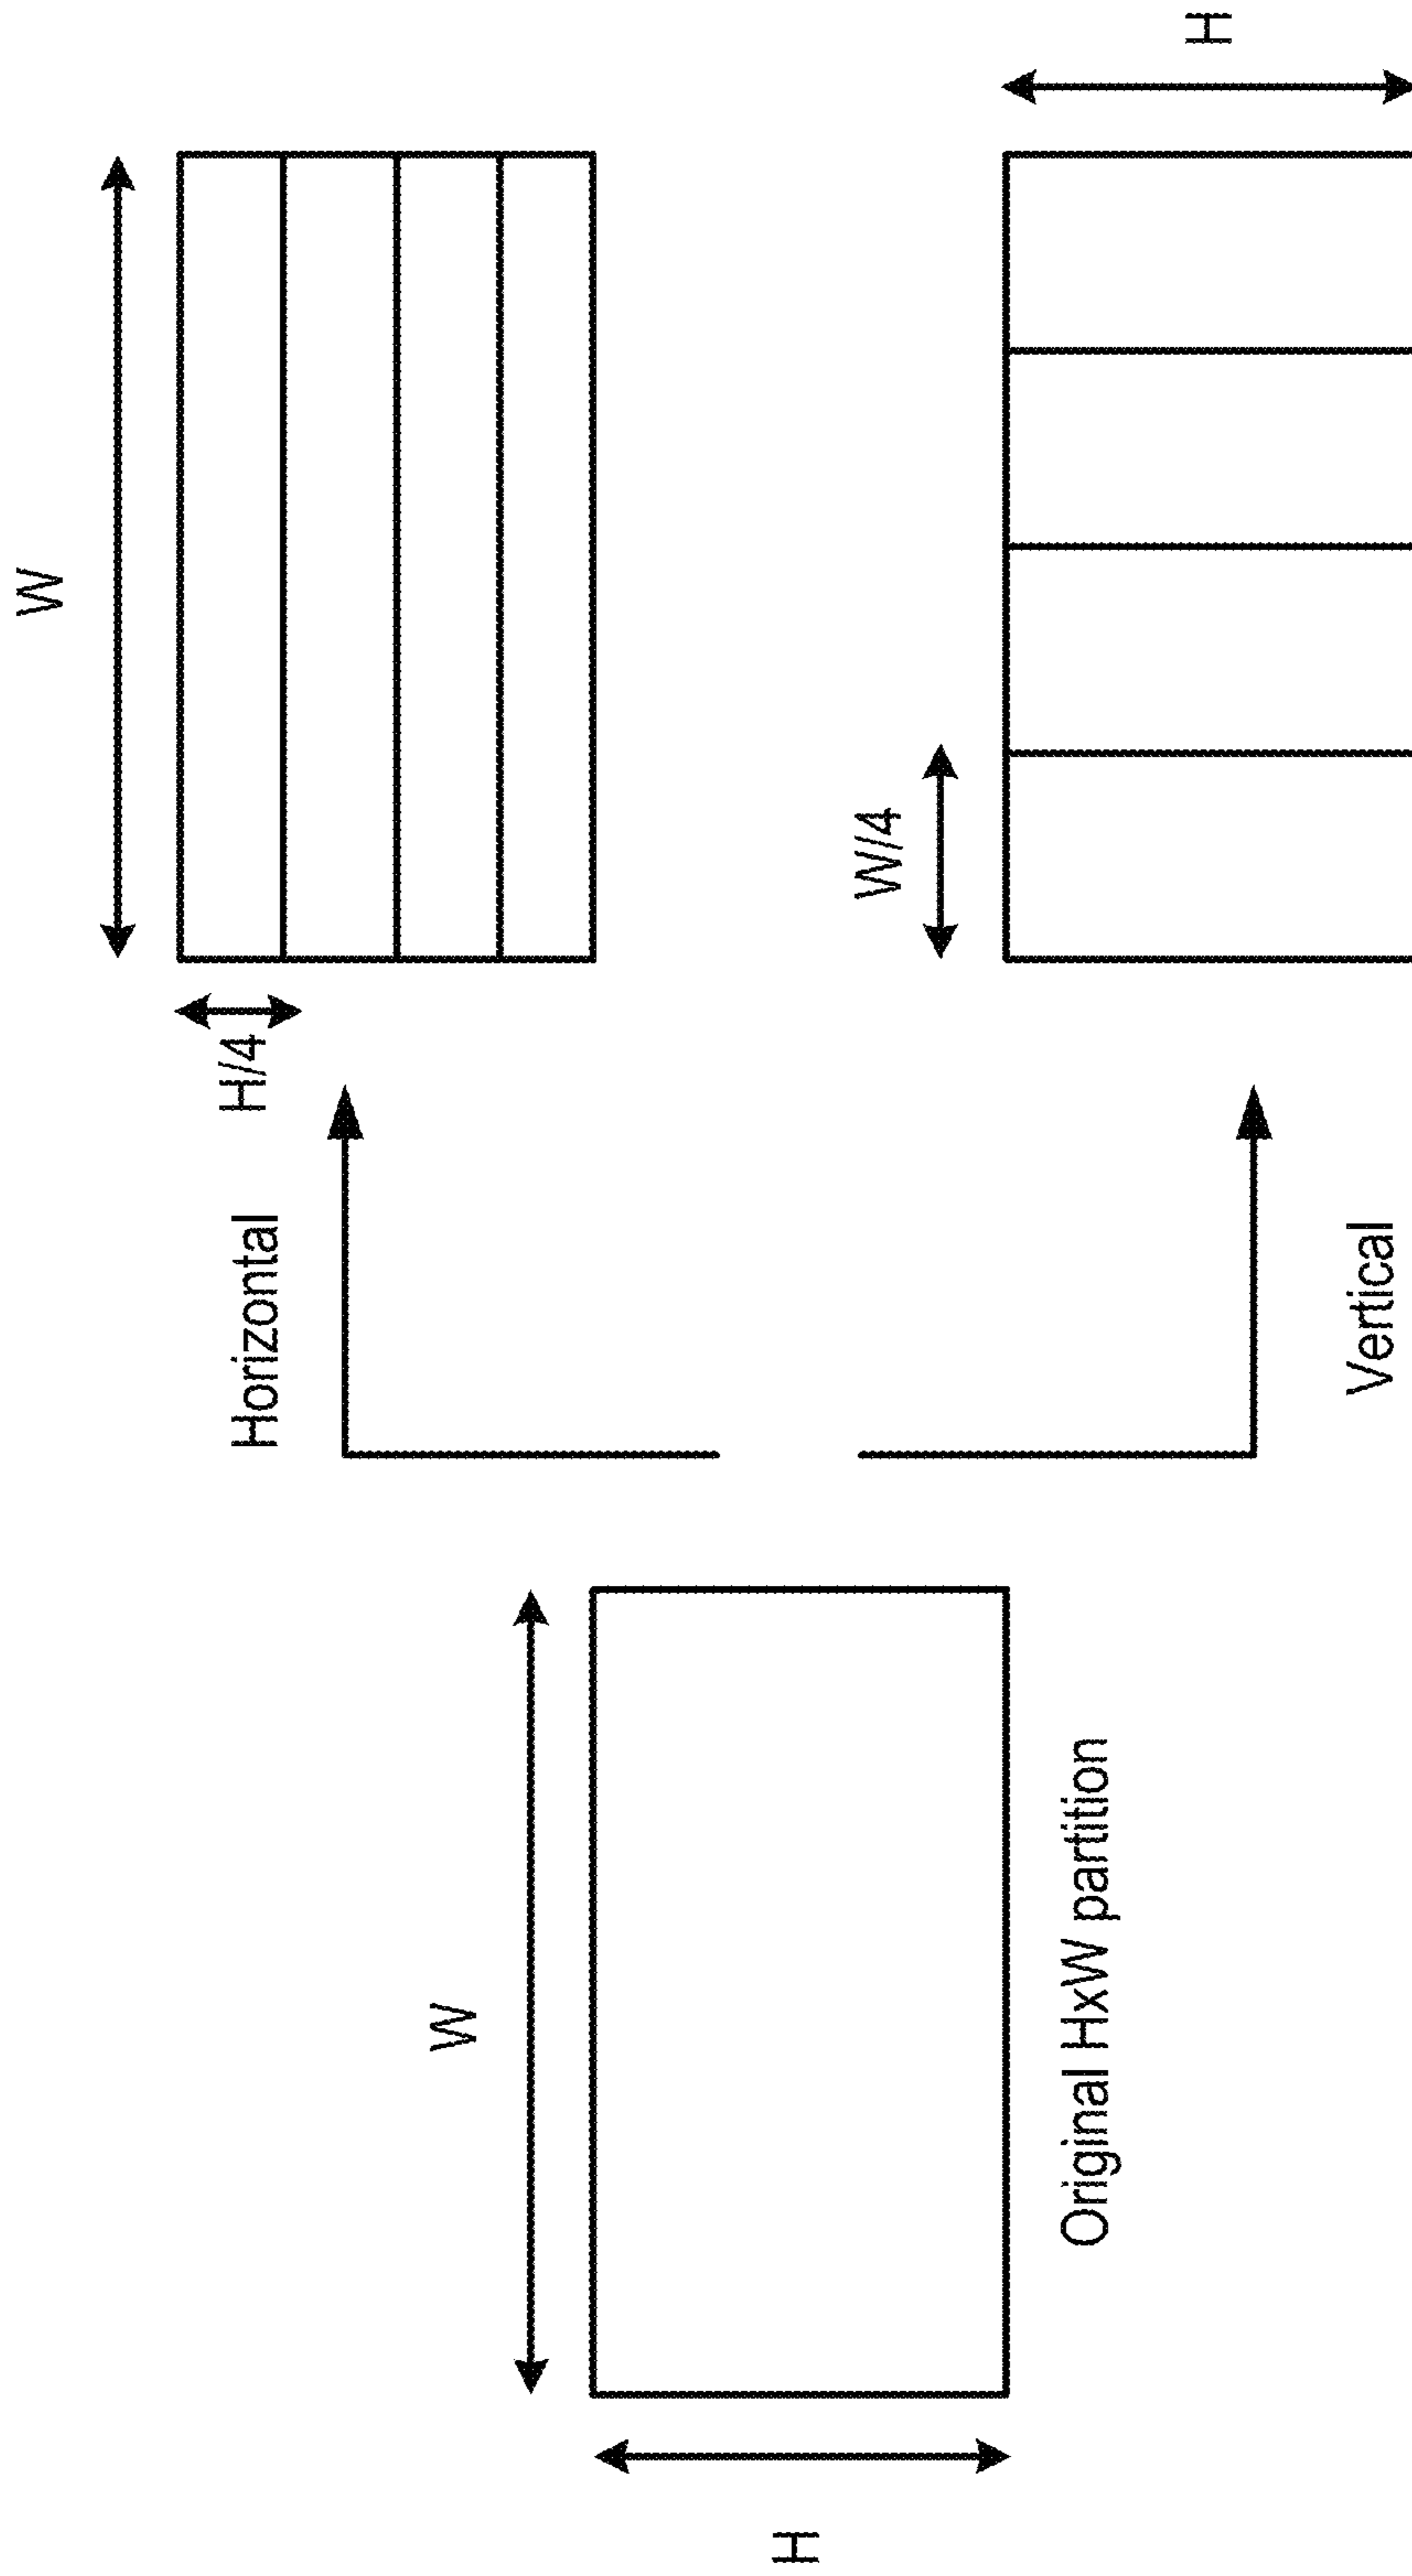 W
H
Original HxW partition
Horizontal
H/4
W
Vertical
W/4
H